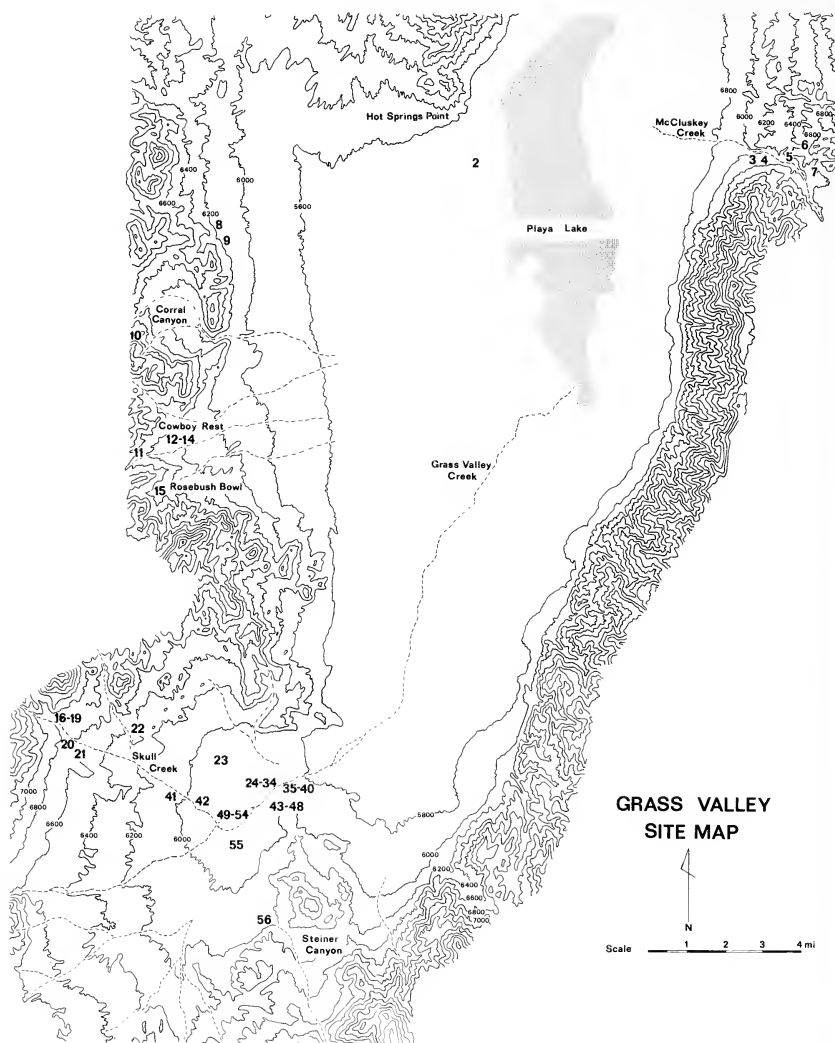 Hot Springs Point
2
McCluskey
Creek
6800
6000
6200
6400
6800
6600
6
3 4
5
7
6400
6600
6200
6000
5600
8
9
Playa Lake
Corral
Canyon
10
Cowboy Rest
12-14
11
15
Rosebush Bowl
Grass Valley
Creek
16-19
20
21
22
Skull
Creek
23
24-34
35-40
41
42
43-48
49-54
55
56
7000
6800
6600
6400
6200
6000
5800
6000
6200
6400
6600
6800
7000
Steiner
Canyon
GRASS VALLEY
SITE MAP
N
Scale
1 2 3 4 mi